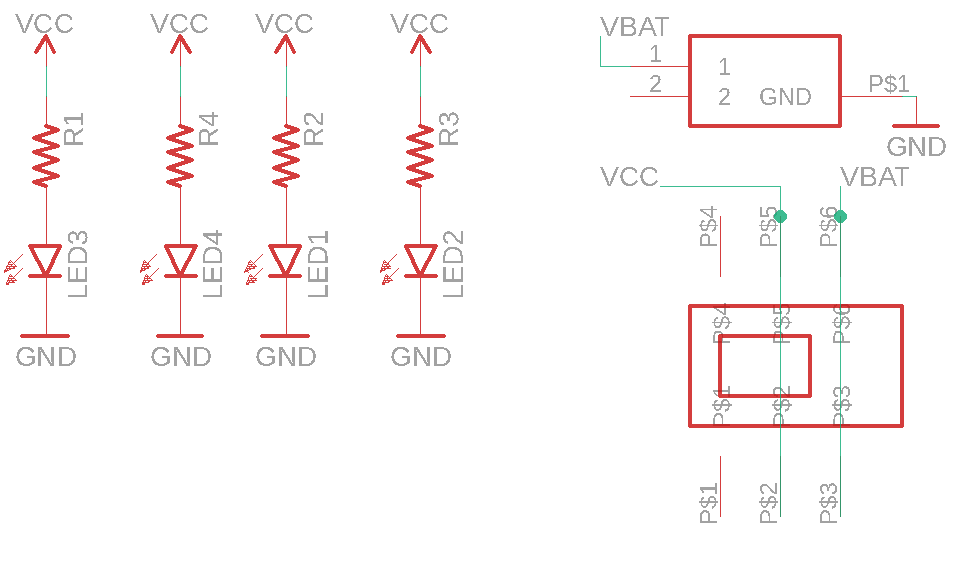 VCC VCC VCC VCC
R1 R4 R2 R3
LED3 LED4 LED1 LED2
GND GND GND GND
VBAT
1 1
2 2 GND P$1
GND
VCC VBAT
P$4 P$5 P$6
P$4 P$5 P$6
P$1 P$2 P$3
P$1 P$2 P$3